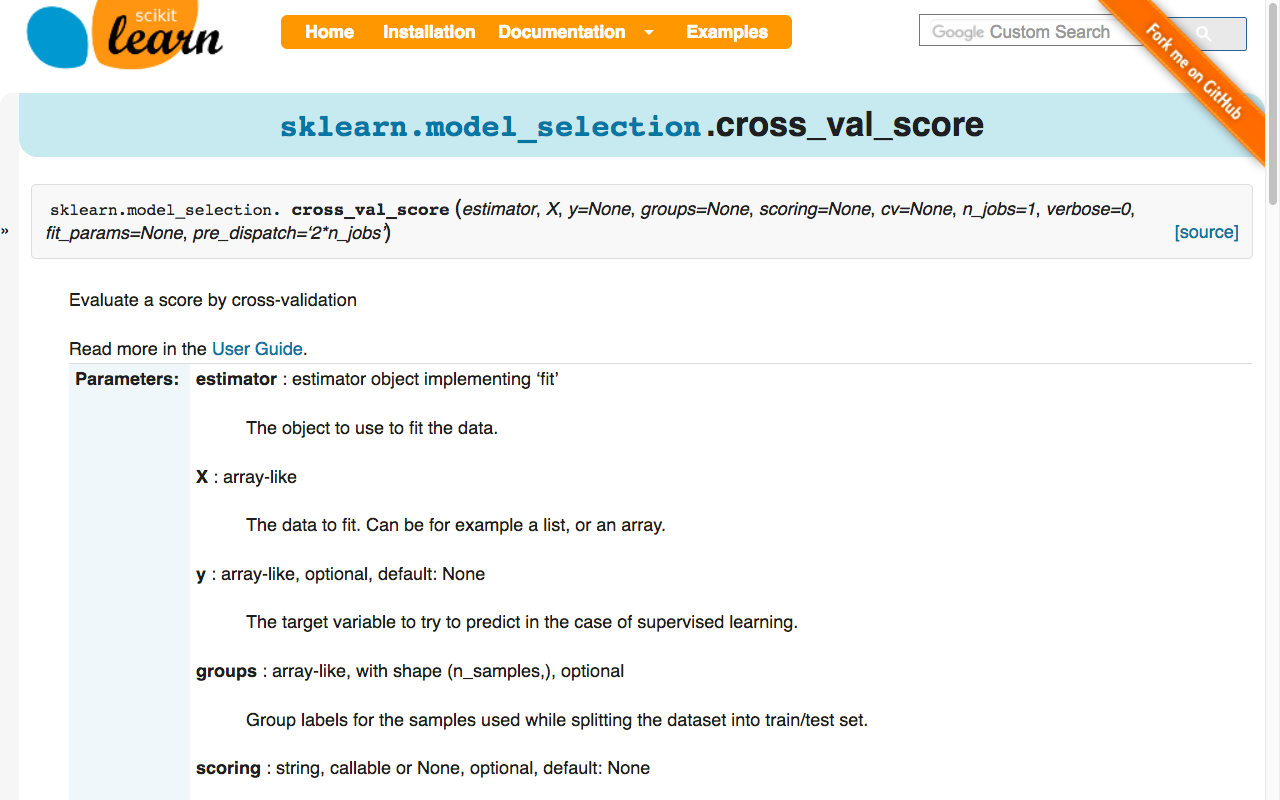 scikit
learn
Home Installation Documentation Examples
Google Custom Search
Fork me on GitHub
sklearn.model_selection.cross_val_score
sklearn.model_selection. cross_val_score (estimator, X, y=None, groups=None, scoring=None, cv=None, n_jobs=1, verbose=0,
fit_params=None, pre_dispatch=‘2*n_jobs’) [source]
»
Evaluate a score by cross-validation
Read more in the User Guide.
Parameters: estimator : estimator object implementing ‘fit’
The object to use to fit the data.
X : array-like
The data to fit. Can be for example a list, or an array.
y : array-like, optional, default: None
The target variable to try to predict in the case of supervised learning.
groups : array-like, with shape (n_samples,), optional
Group labels for the samples used while splitting the dataset into train/test set.
scoring : string, callable or None, optional, default: None